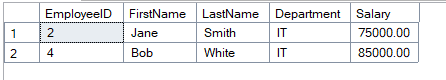 EmployeeID FirstName LastName Department Salary
1 2 Jane Smith IT 75000.00
2 4 Bob White IT 85000.00